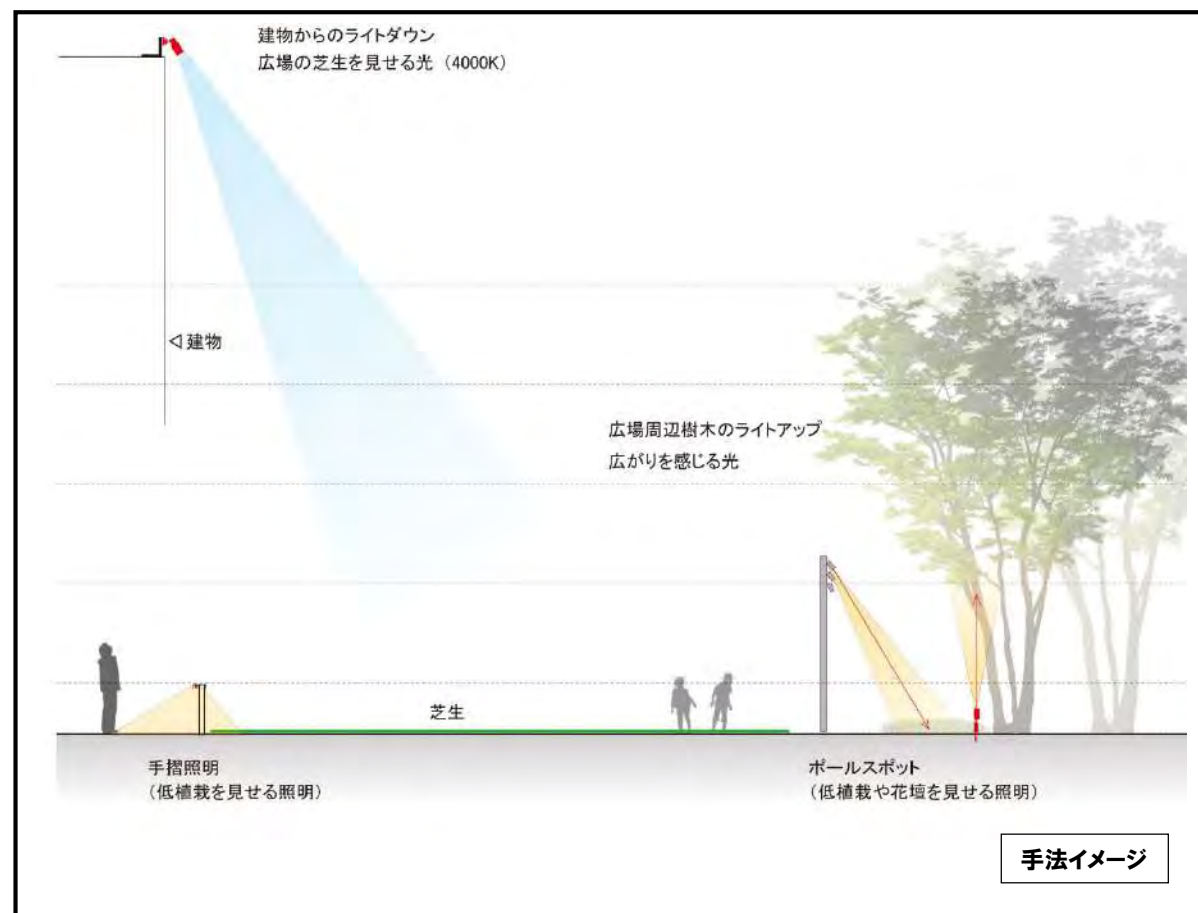 建物からのライトダウン
広場の芝生を見せる光（4000K）
◁建物
広場周辺樹木のライトアップ
広がりを感じる光
芝生
手摺照明
（低植栽を見せる照明）
ポールスポット
（低植栽や花壇を見せる照明）
手法イメージ